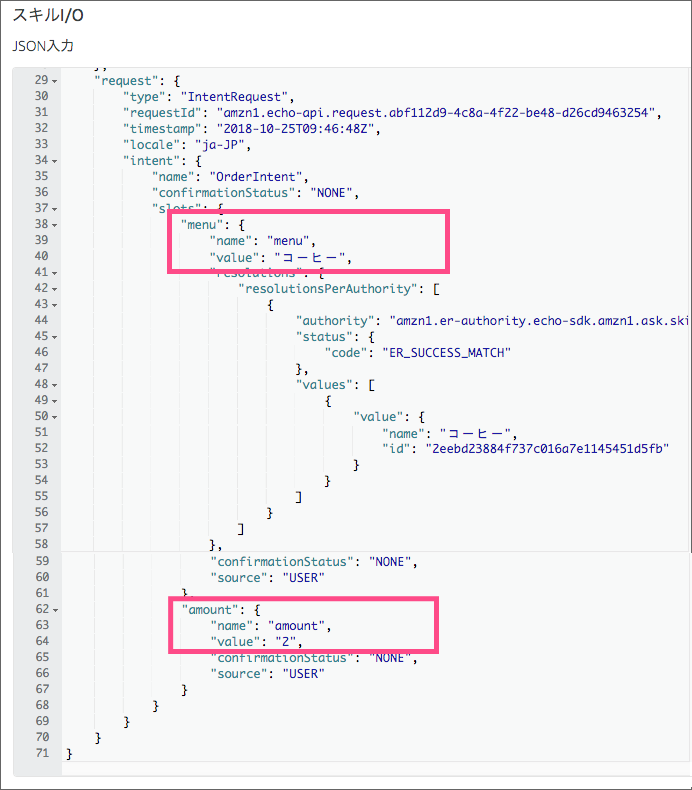 スキルI/O
JSON入力
},
29 "request": {
30 "type": "IntentRequest",
31 "requestId": "amzn1.echo-api.request.abf112d9-4c8a-4f22-be48-d26cd9463254",
32 "timestamp": "2018-10-25T09:46:48Z",
33 "locale": "ja-JP",
34 "intent": {
35 "name": "OrderIntent",
36 "confirmationStatus": "NONE",
37 "slots": {
38 "menu": {
39 "name": "menu",
40 "value": "コーヒー",
41 "resolutions": {
42 "resolutionsPerAuthority": [
43 {
44 "authority": "amzn1.er-authority.echo-sdk.amzn1.ask.ski
45 "status": {
46 "code": "ER_SUCCESS_MATCH"
47 },
48 "values": [
49 {
50 "value": {
51 "name": "コーヒー",
52 "id": "2eebd23884f737c016a7e1145451d5fb"
53 }
54 }
55 ]
56 }
57 ]
58 },
59 "confirmationStatus": "NONE",
60 "source": "USER"
61 },
62 "amount": {
63 "name": "amount",
64 "value": "2",
65 "confirmationStatus": "NONE",
66 "source": "USER"
67 }
68 }
69 }
70 }
71 }